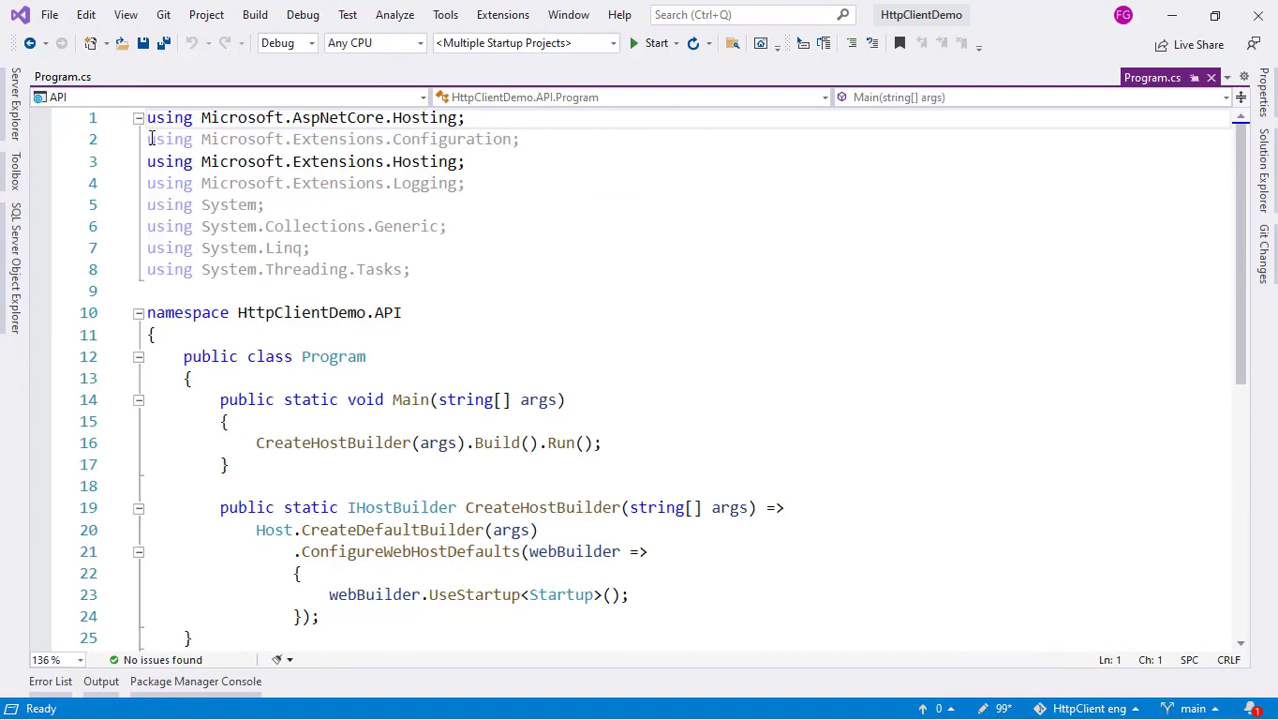 File Edit View Git Project Build Debug Test Analyze Tools Extensions Window Help Search (Ctrl+Q) HttpClientDemo FG
Debug Any CPU <Multiple Startup Projects> Start Live Share
Program.cs Program.cs
API HttpClientDemo.API.Program Main(string[] args)
Server Explorer
Toolbox
SQL Server Object Explorer
1 using Microsoft.AspNetCore.Hosting;
2 using Microsoft.Extensions.Configuration;
3 using Microsoft.Extensions.Hosting;
4 using Microsoft.Extensions.Logging;
5 using System;
6 using System.Collections.Generic;
7 using System.Linq;
8 using System.Threading.Tasks;
9
10 namespace HttpClientDemo.API
11 {
12 public class Program
13 {
14 public static void Main(string[] args)
15 {
16 CreateHostBuilder(args).Build().Run();
17 }
18
19 public static IHostBuilder CreateHostBuilder(string[] args) =>
20 Host.CreateDefaultBuilder(args)
21 .ConfigureWebHostDefaults(webBuilder =>
22 {
23 webBuilder.UseStartup<Startup>();
24 });
25 }
Properties
Solution Explorer
Git Changes
136 % No issues found Ln: 1 Ch: 1 SPC CRLF
Error List Output Package Manager Console
Ready 0 99* HttpClient eng main 1